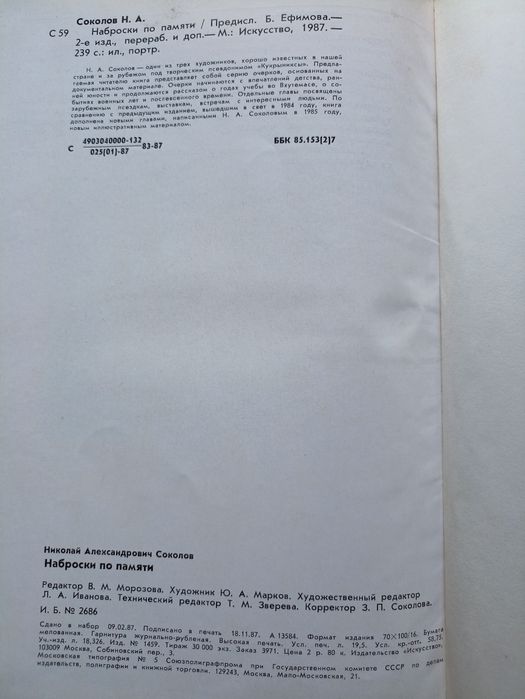 Соколов Н. А.
С 59 Наброски по памяти / Предисл. Б. Ефимова.—
2-е изд., перераб. и доп.— М.: Искусство, 1987. —
239 с.: ил., портр.
Н. А. Соколов — один из трех художников, хорошо известных в нашей
стране и за рубежом под творческим псевдонимом «Кукрыниксы». Предла-
гаемая читателю книга представляет собой серию очерков, основанных на
документальном материале. Очерки начинаются с впечатлений детства, ран-
ней юности и продолжаются рассказом о годах учебы во Вхутемасе, о со-
бытиях военных лет и послевоенного времени. Отдельные главы посвящены
зарубежным поездкам, выставкам, встречам с интересными людьми. По
сравнению с предыдущим изданием, вышедшим в свет в 1984 году, книга
дополнена новыми главами, написанными Н. А. Соколовым в 1985 году,
новым иллюстративным материалом.
С 4903040000-132 83-87 ББК 85.153(2)7
025(01)-87
Николай Александрович Соколов
Наброски по памяти
Редактор В. М. Морозова. Художник Ю. А. Марков. Художественный редактор
Л. А. Иванова. Технический редактор Т. М. Зверева. Корректор З. П. Соколова.
И. Б. № 2686
Сдано в набор 09.02.87. Подписано в печать 18.11.87. А 13584. Формат издания 70×100/16. Бумага
мелованная. Гарнитура журнально-рубленая. Высокая печать. Усл. печ. л. 19,5. Усл. кр.-отт. 58,75.
Уч.-изд. л. 18,326. Изд. № 1459. Тираж 30 000 экз. Заказ 3971. Цена 2 р. 80 к. Издательство «Искусство»,
103009 Москва, Собиновский пер., 3.
Московская типография № 5 Союзполиграфпрома при Государственном комитете СССР по делам
издательств, полиграфии и книжной торговли. 129243, Москва, Мало-Московская, 21.